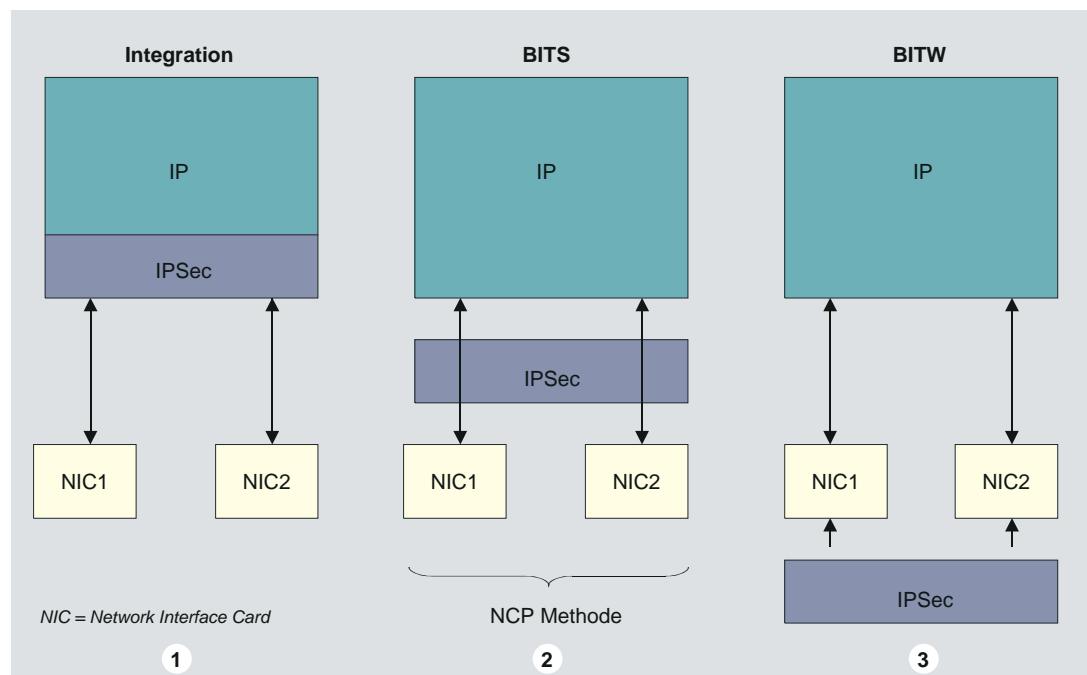 Integration
IP
IPSec
NIC1
NIC2
NIC = Network Interface Card
1
BITS
IP
IPSec
NIC1
NIC2
NCP Methode
2
BITW
IP
NIC1
NIC2
IPSec
3